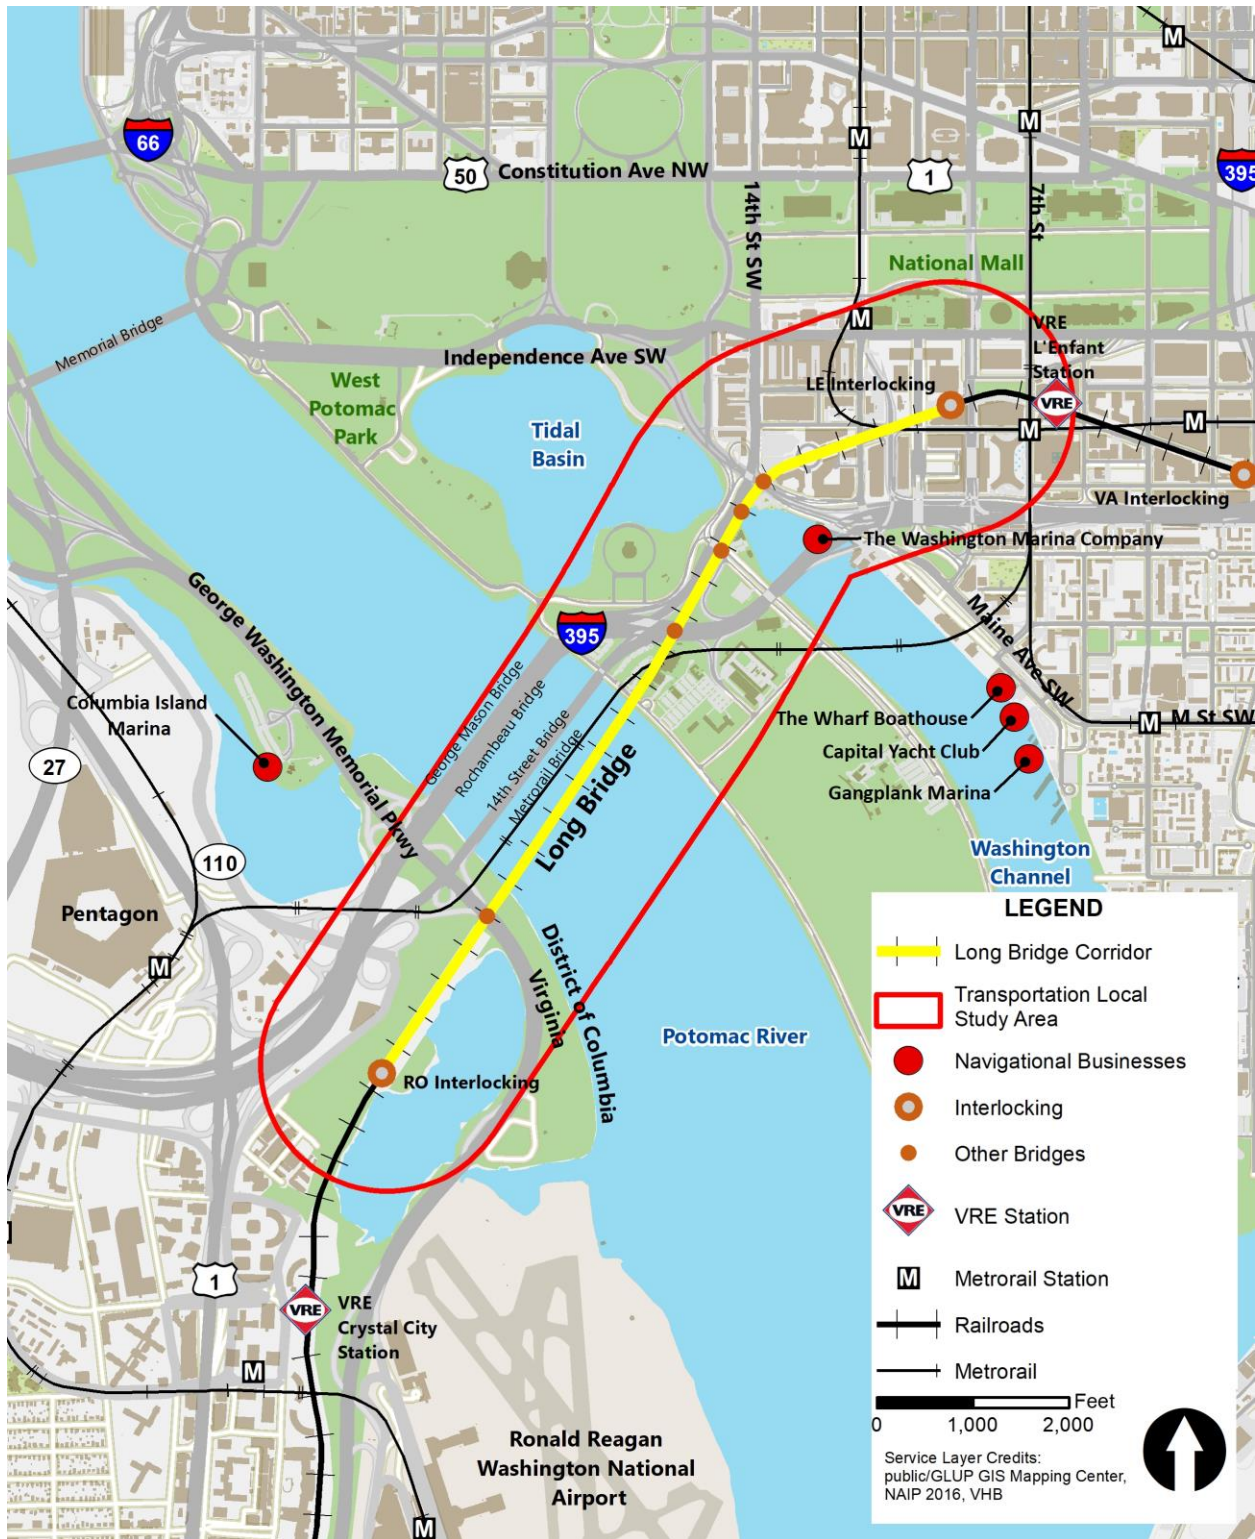 M
66
M
M
395
50
Constitution Ave NW
1
14th St SW
7th St
National Mall
Memorial Bridge
M
VRE
L'Enfant
Station
Independence Ave SW
LE Interlocking
West
Potomac
Park
VRE
Tidal
Basin
M
M
VA Interlocking
The Washington Marina Company
George Washington Memorial Pkwy
395
Maine Ave SW
George Mason Bridge
Rochambeau Bridge
14th Street Bridge
Metrorail Bridge
Long Bridge
Columbia Island
Marina
The Wharf Boathouse
M
M St SW
Capital Yacht Club
27
Gangplank Marina
110
Washington
Channel
Pentagon
M
District of Columbia
Virginia
Potomac River
RO Interlocking
LEGEND
Long Bridge Corridor
Transportation Local
Study Area
Navigational Businesses
Interlocking
Other Bridges
VRE
VRE Station
M
Metrorail Station
Railroads
Metrorail
Feet
0
1,000
2,000
Service Layer Credits:
public/GLUP GIS Mapping Center,
NAIP 2016, VHB
1
VRE
VRE
Crystal City
Station
M
Ronald Reagan
Washington National
Airport
M